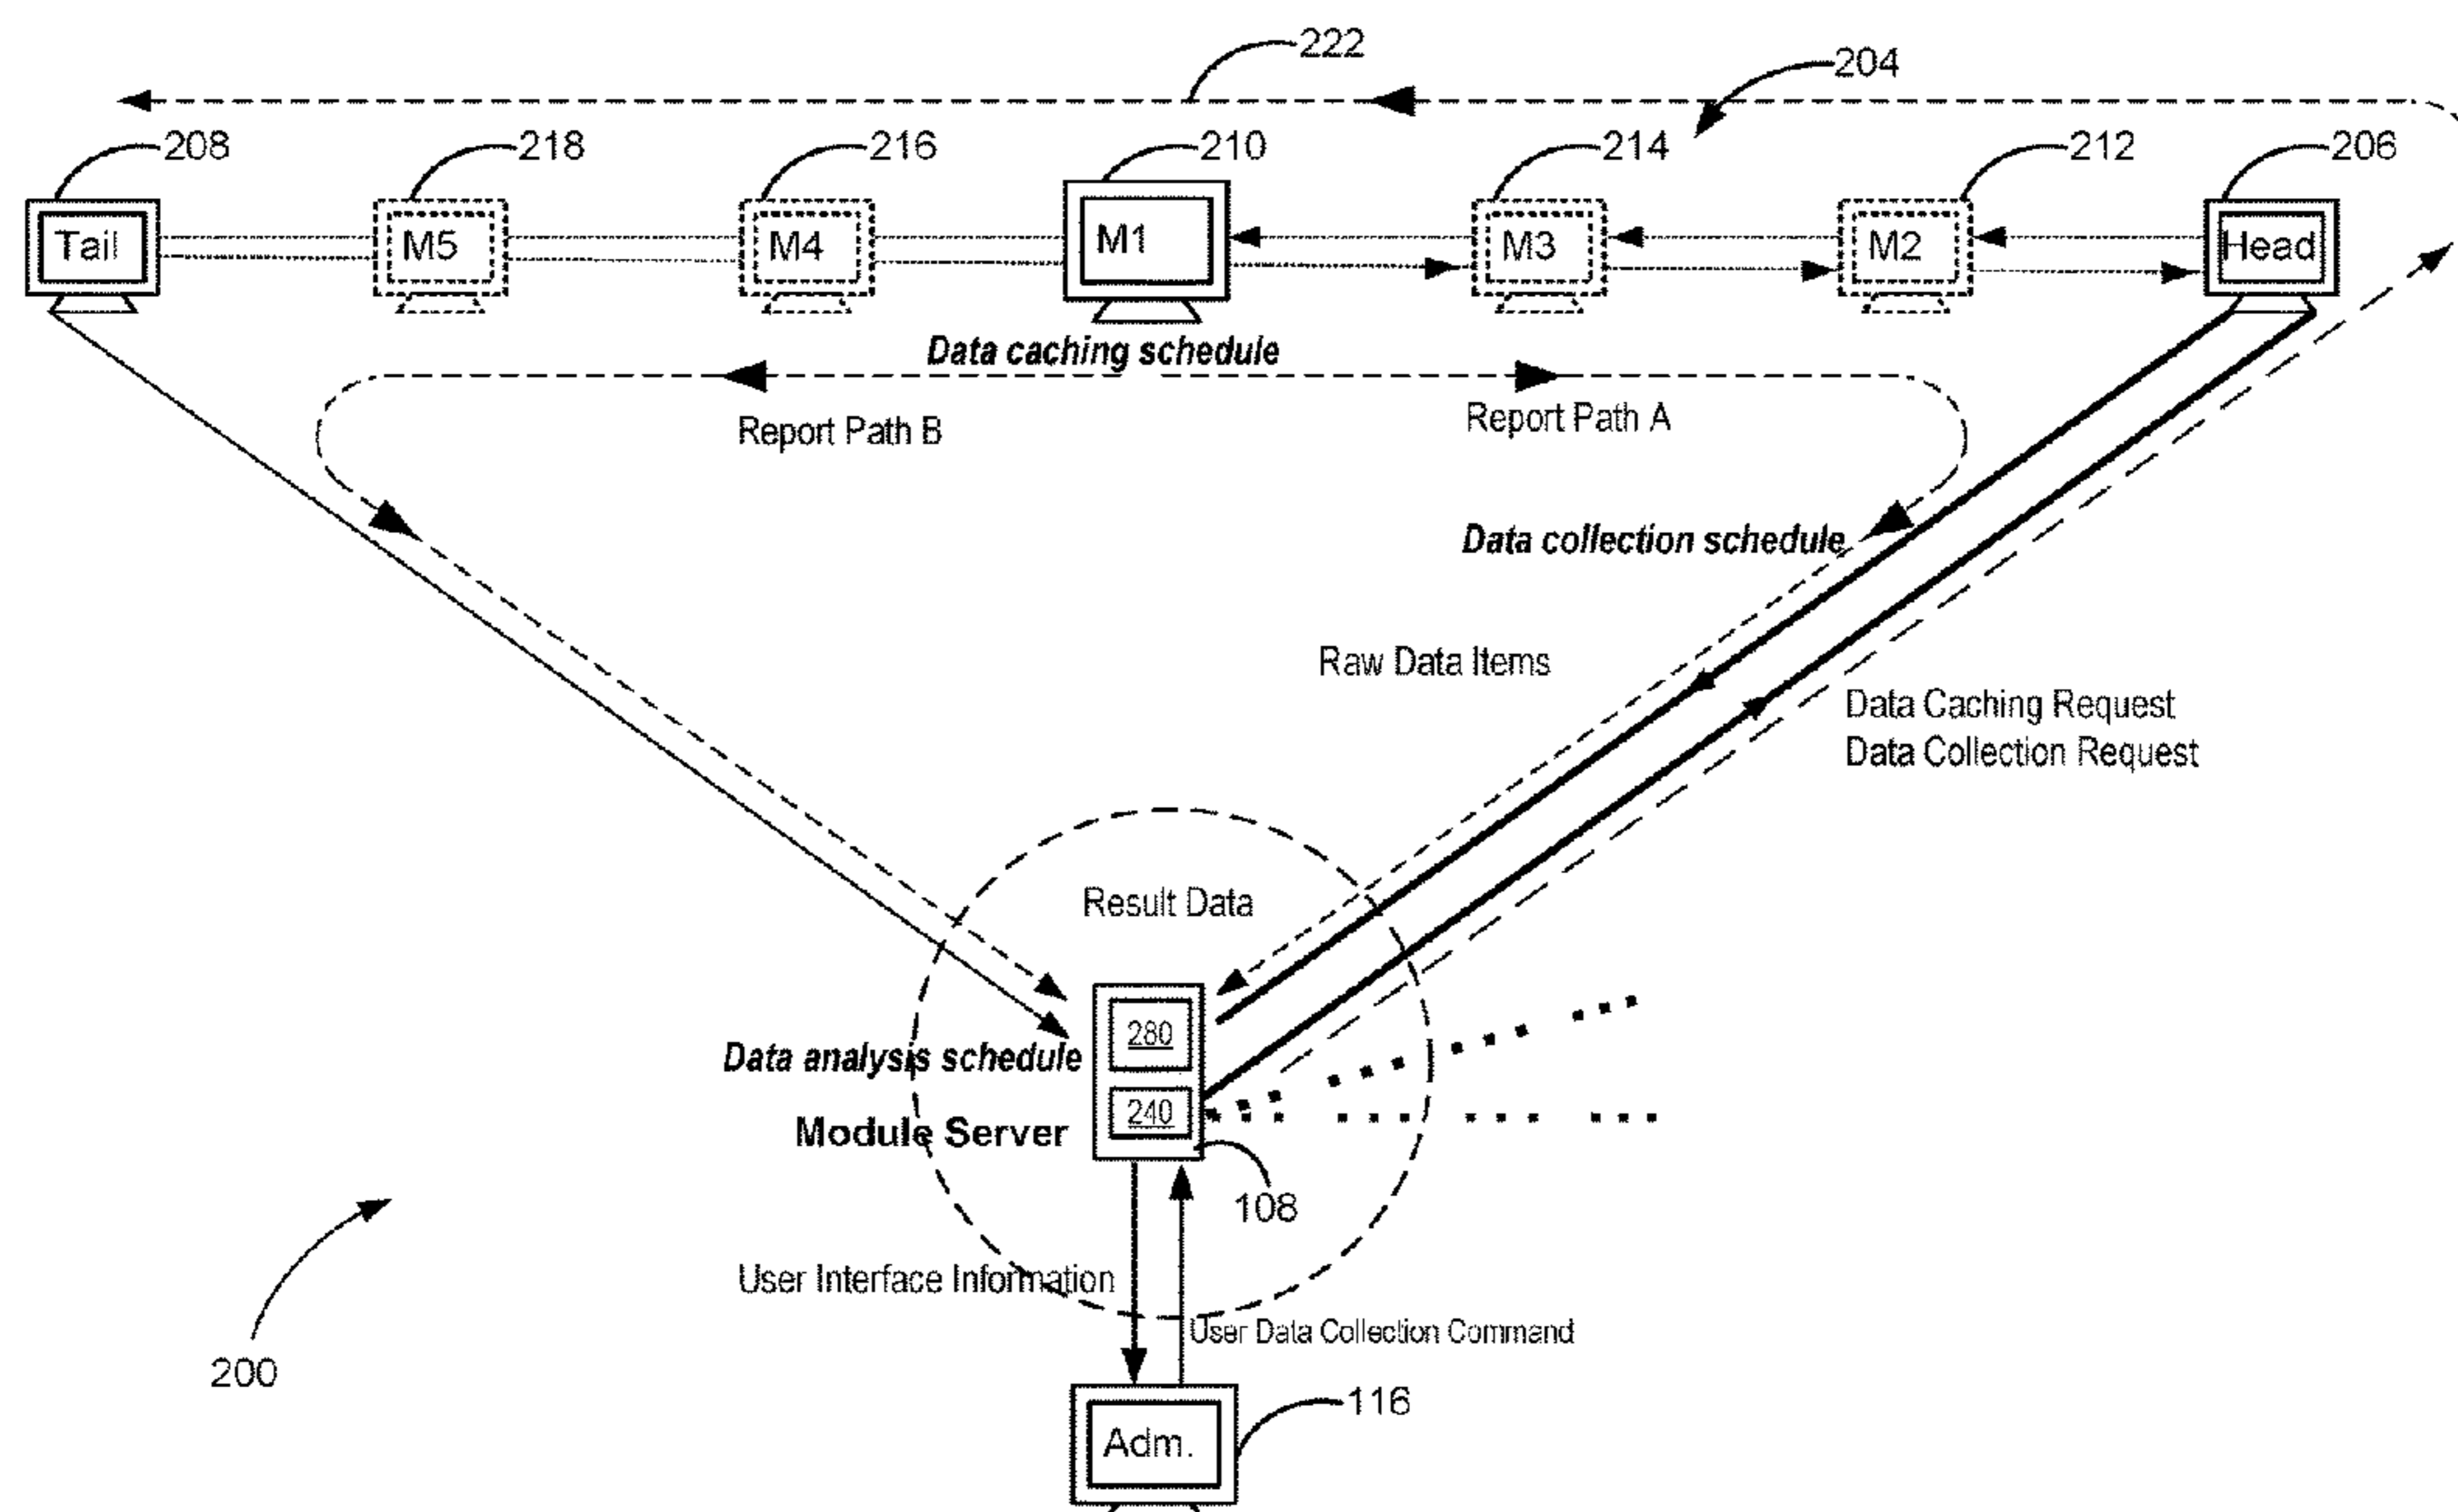 222
204
208
218
216
210
214
212
206
Tail
M5
M4
M1
M3
M2
Head
Data caching schedule
Report Path B
Report Path A
Data collection schedule
Raw Data Items
Data Caching Request
Data Collection Request
Result Data
280
Data analysis schedule
240
Module Server
108
User Interface Information
User Data Collection Command
200
116
Adm.